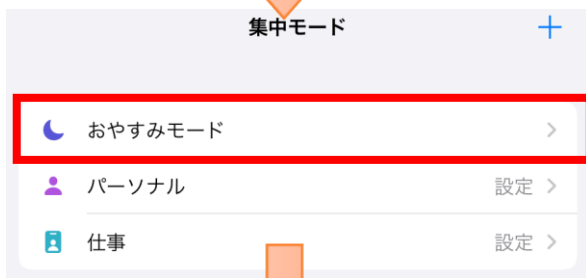 集中モード
おやすみモード
パーソナル 設定
仕事 設定